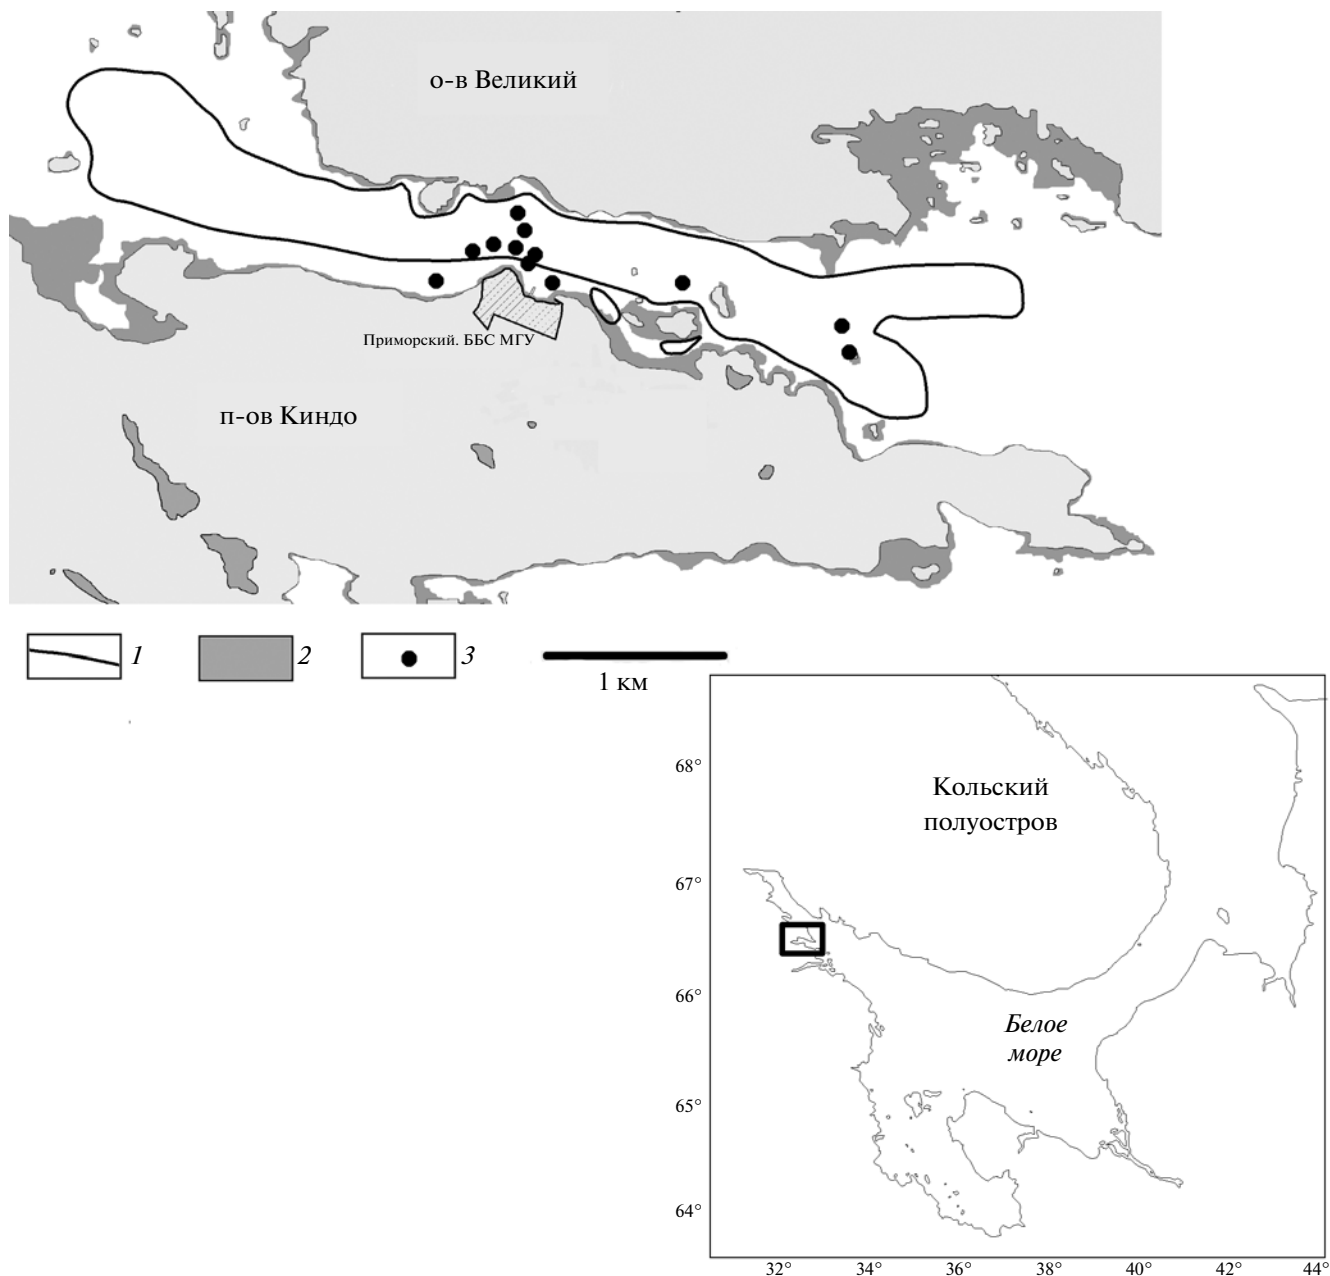 о-в Великий
Приморский. ББС МГУ
п-ов Киндо
1
2
3
1 км
68°
Кольский
полуостров
67°
66°
Белое
море
65°
64°
32°
34°
36°
38°
40°
42°
44°